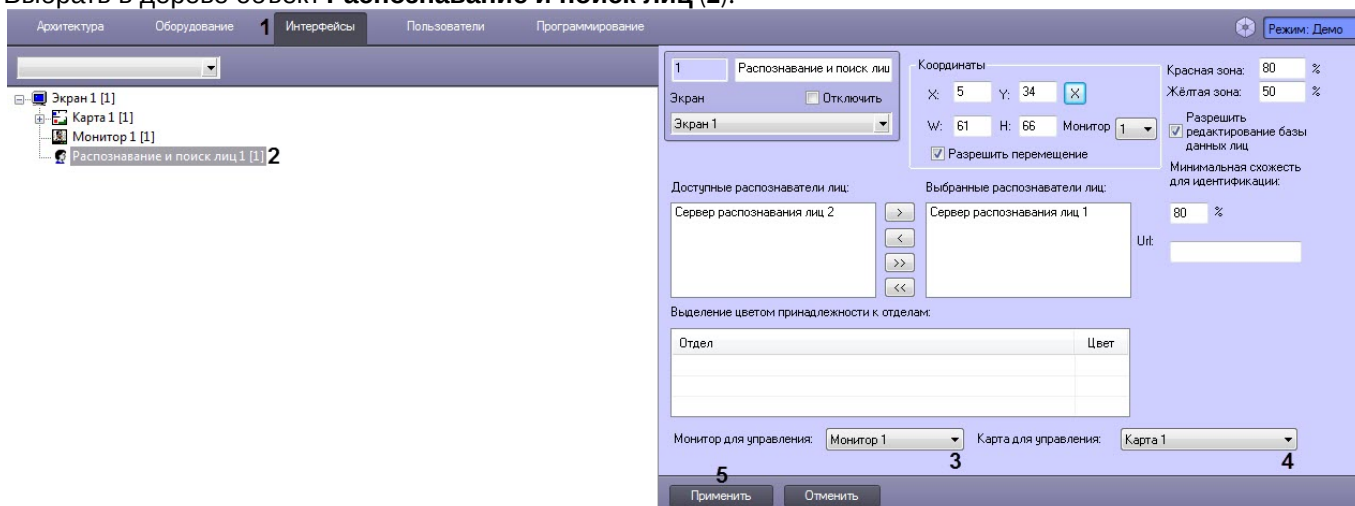 Выбрать в дерево объект Распознавание и поиск лиц (2).
Архитектура Оборудование 1 Интерфейсы Пользователи Программирование Режим: Демо
Экран 1 [1]
Карта 1 [1]
Монитор 1 [1]
Распознавание и поиск лиц 1 [1] 2
1 Распознавание и поиск лиц
Экран Отключить
Экран 1
Координаты
X: 5 Y: 34 X
W: 61 H: 66 Монитор 1
Разрешить перемещение
Красная зона: 80 %
Жёлтая зона: 50 %
Разрешить
редактирование базы
данных лиц
Минимальная схожесть
для идентификации:
80 %
Url:
Доступные распознаватели лиц:
Сервер распознавания лиц 2
>
<
>>
<<
Выбранные распознаватели лиц:
Сервер распознавания лиц 1
Выделение цветом принадлежности к отделам:
Отдел Цвет
Монитор для управления: Монитор 1 Карта для управления: Карта 1
3 4
5
Применить Отменить